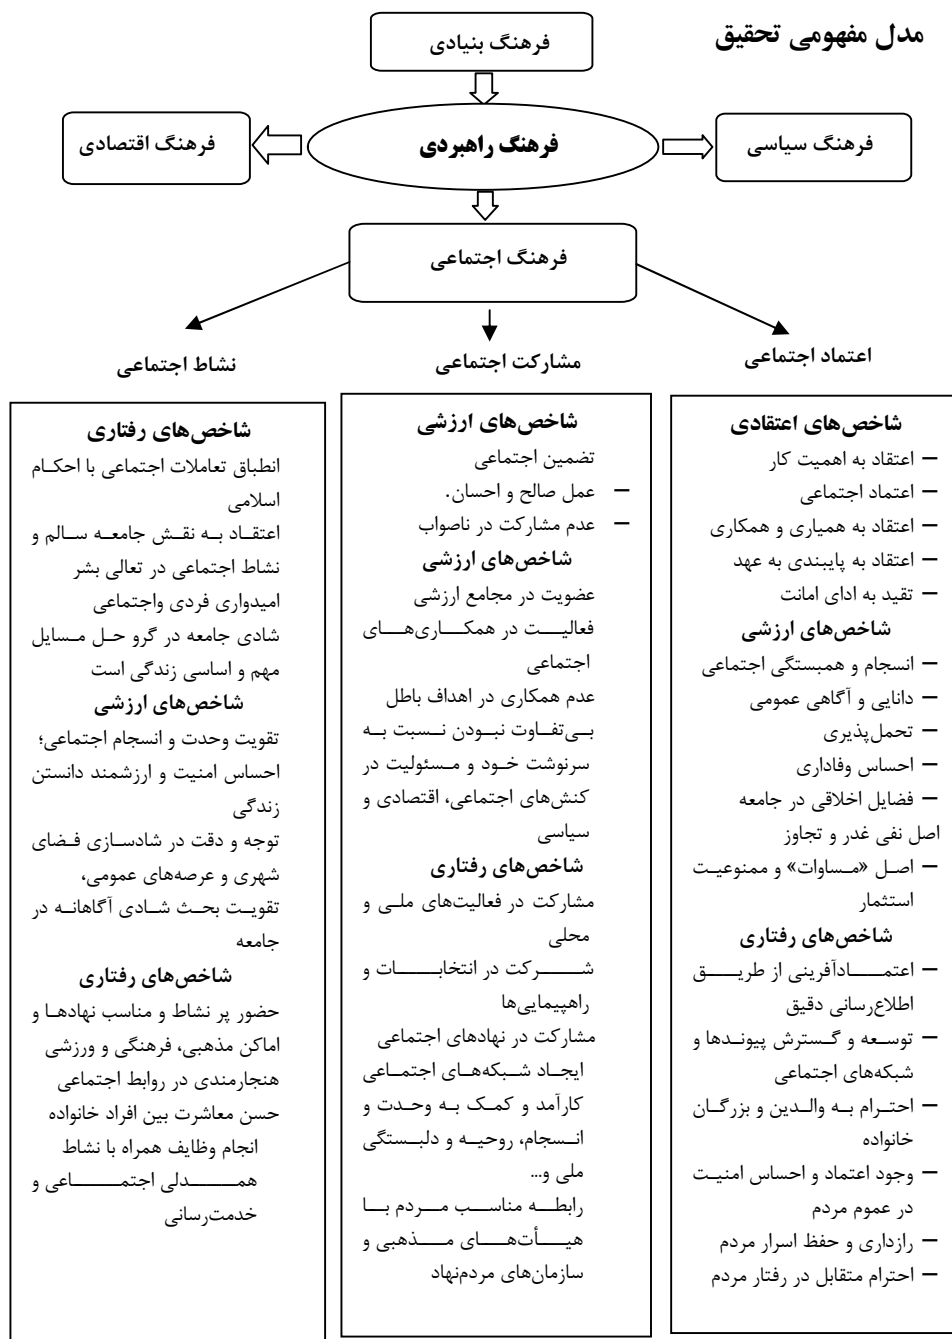 مدل مفهومی تحقیق
فرهنگ بنیادی
فرهنگ سیاسی
فرهنگ راهبردی
فرهنگ اقتصادی
فرهنگ اجتماعی
اعتماد اجتماعی
مشارکت اجتماعی
نشاط اجتماعی
شاخص‌های اعتقادی
– اعتقاد به اهمیت کار
– اعتماد اجتماعی
– اعتقاد به همیاری و همکاری
– اعتقاد به پایبندی به عهد
– تقید به ادای امانت
شاخص‌های ارزشی
– انسجام و همبستگی اجتماعی
– دانایی و آگاهی عمومی
– تحمل‌پذیری
– احساس وفاداری
– فضایل اخلاقی در جامعه
اصل نفی غدر و تجاوز
– اصل «مساوات» و ممنوعیت
استثمار
شاخص‌های رفتاری
– اعتمادآفرینی از طریق
اطلاع‌رسانی دقیق
– توسعه و گسترش پیوندها و
شبکه‌های اجتماعی
– احترام به والدین و بزرگان
خانواده
– وجود اعتماد و احساس امنیت
در عموم مردم
– رازداری و حفظ اسرار مردم
– احترام متقابل در رفتار مردم
شاخص‌های ارزشی
تضمین اجتماعی
– عمل صالح و احسان.
– عدم مشارکت در ناصواب
شاخص‌های ارزشی
عضویت در مجامع ارزشی
فعالیت در همکاری‌های
اجتماعی
عدم همکاری در اهداف باطل
بی‌تفاوت نبودن نسبت به
سرنوشت خود و مسئولیت در
کنش‌های اجتماعی، اقتصادی و
سیاسی
شاخص‌های رفتاری
مشارکت در فعالیت‌های ملی و
محلی
شرکت در انتخابات و
راهپیمایی‌ها
مشارکت در نهادهای اجتماعی
ایجاد شبکه‌های اجتماعی
کارآمد و کمک به وحدت و
انسجام، روحیه و دلبستگی
ملی و...
رابطه مناسب مردم با
هیأت‌های مذهبی و
سازمان‌های مردم‌نهاد
شاخص‌های رفتاری
انطباق تعاملات اجتماعی با احکام
اسلامی
اعتقاد به نقش جامعه سالم و
نشاط اجتماعی در تعالی بشر
امیدواری فردی واجتماعی
شادی جامعه در گرو حل مسایل
مهم و اساسی زندگی است
شاخص‌های ارزشی
تقویت وحدت و انسجام اجتماعی؛
احساس امنیت و ارزشمند دانستن
زندگی
توجه و دقت در شادسازی فضای
شهری و عرصه‌های عمومی،
تقویت بحث شادی آگاهانه در
جامعه
شاخص‌های رفتاری
حضور پر نشاط و مناسب نهادها و
اماکن مذهبی، فرهنگی و ورزشی
هنجارمندی در روابط اجتماعی
حسن معاشرت بین افراد خانواده
انجام وظایف همراه با نشاط
همدلی اجتماعی و
خدمت‌رسانی